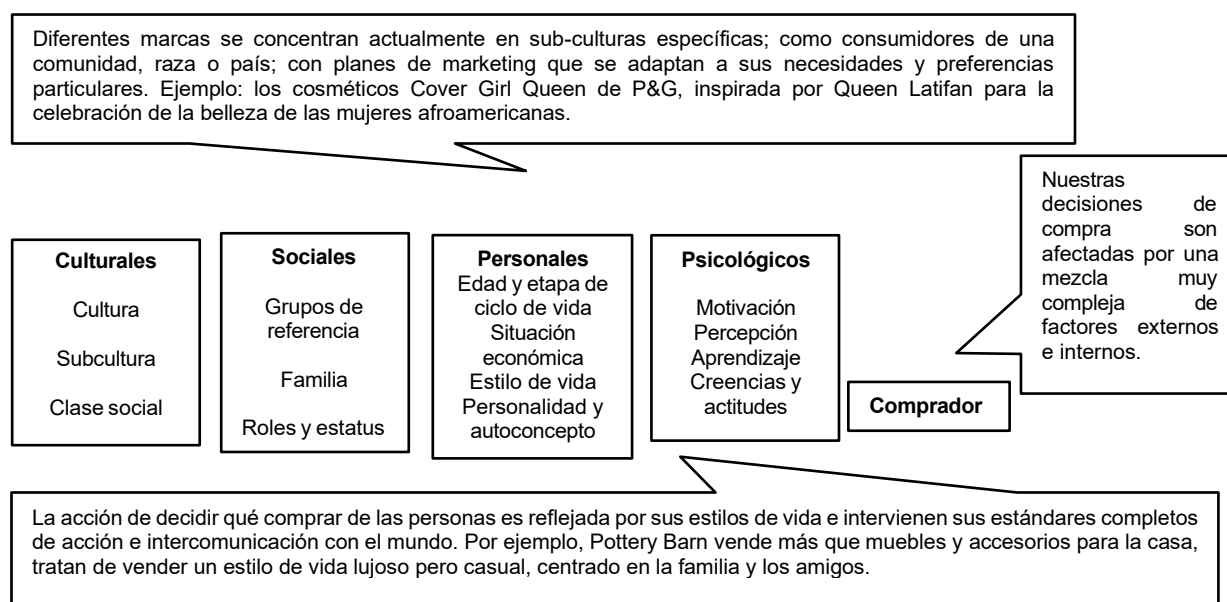 Diferentes marcas se concentran actualmente en sub-culturas específicas; como consumidores de una
comunidad, raza o país; con planes de marketing que se adaptan a sus necesidades y preferencias
particulares. Ejemplo: los cosméticos Cover Girl Queen de P&G, inspirada por Queen Latifan para la
celebración de la belleza de las mujeres afroamericanas.
Nuestras
decisiones de
compra son
afectadas por una
mezcla muy
compleja de
factores externos
e internos.
Culturales
Cultura
Subcultura
Clase social
Sociales
Grupos de
referencia
Familia
Roles y estatus
Personales
Edad y etapa de
ciclo de vida
Situación
económica
Estilo de vida
Personalidad y
autoconcepto
Psicológicos
Motivación
Percepción
Aprendizaje
Creencias y
actitudes
Comprador
La acción de decidir qué comprar de las personas es reflejada por sus estilos de vida e intervienen sus estándares completos
de acción e intercomunicación con el mundo. Por ejemplo, Pottery Barn vende más que muebles y accesorios para la casa,
tratan de vender un estilo de vida lujoso pero casual, centrado en la familia y los amigos.